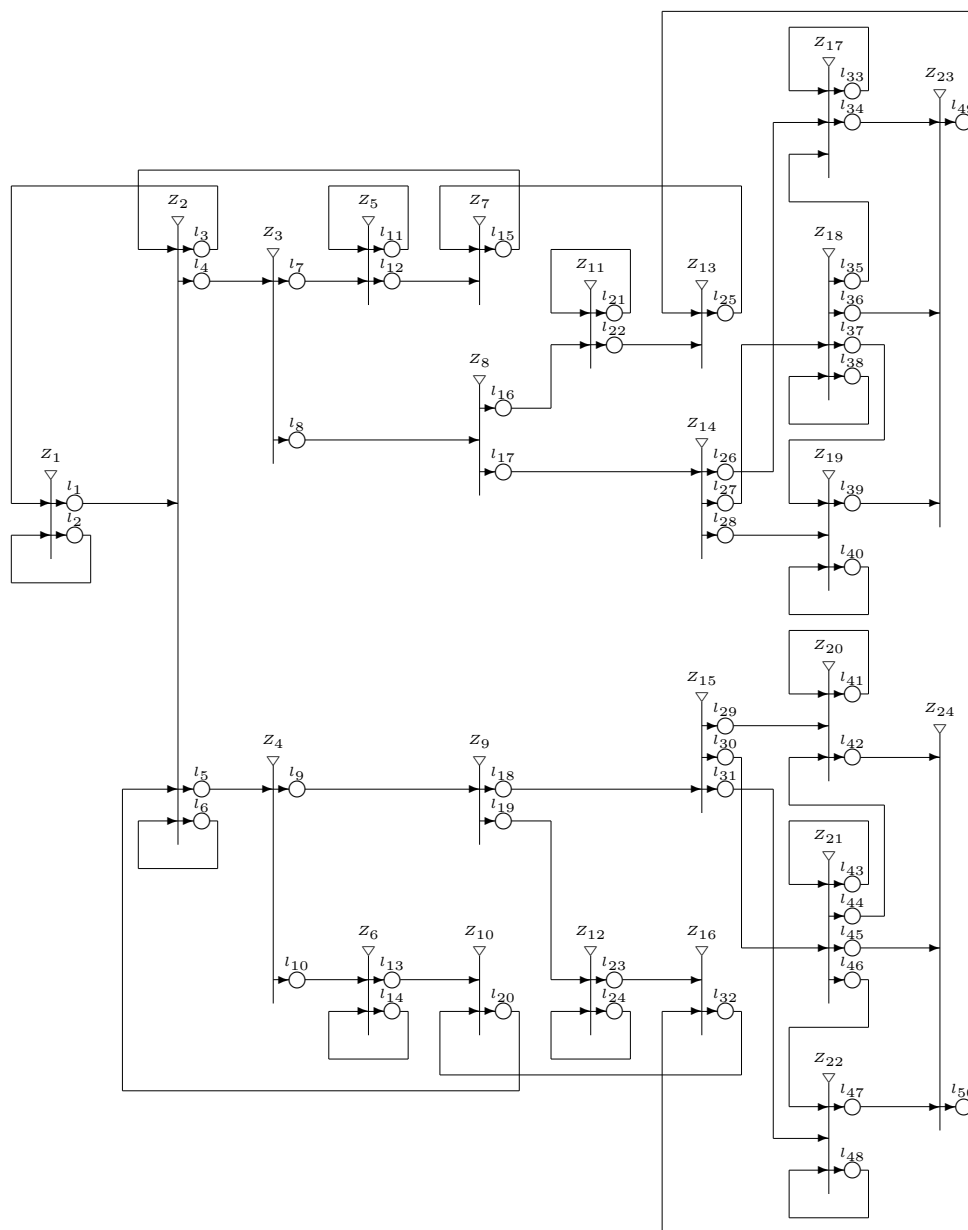 Z₁₇
l₃₃
Z₂₃
l₃₄
l₄₉
Z₂
Z₅
Z₇
l₃
l₁₁
l₁₅
Z₃
Z₁₈
l₄
l₇
l₁₂
Z₁₁
Z₁₃
l₃₅
l₂₁
l₂₅
l₃₆
l₂₂
l₃₇
Z₈
l₃₈
l₁₆
l₈
Z₁₄
Z₁
l₁₇
l₂₆
Z₁₉
l₁
l₂₇
l₃₉
l₂
l₂₈
l₄₀
Z₂₀
Z₁₅
l₄₁
l₂₉
Z₂₄
Z₄
Z₉
l₃₀
l₄₂
l₅
l₉
l₁₈
l₃₁
l₆
l₁₉
Z₂₁
l₄₃
l₄₄
Z₆
Z₁₀
Z₁₂
Z₁₆
l₄₅
l₁₀
l₁₃
l₂₃
l₄₆
l₁₄
l₂₀
l₂₄
l₃₂
Z₂₂
l₄₇
l₅₀
l₄₈